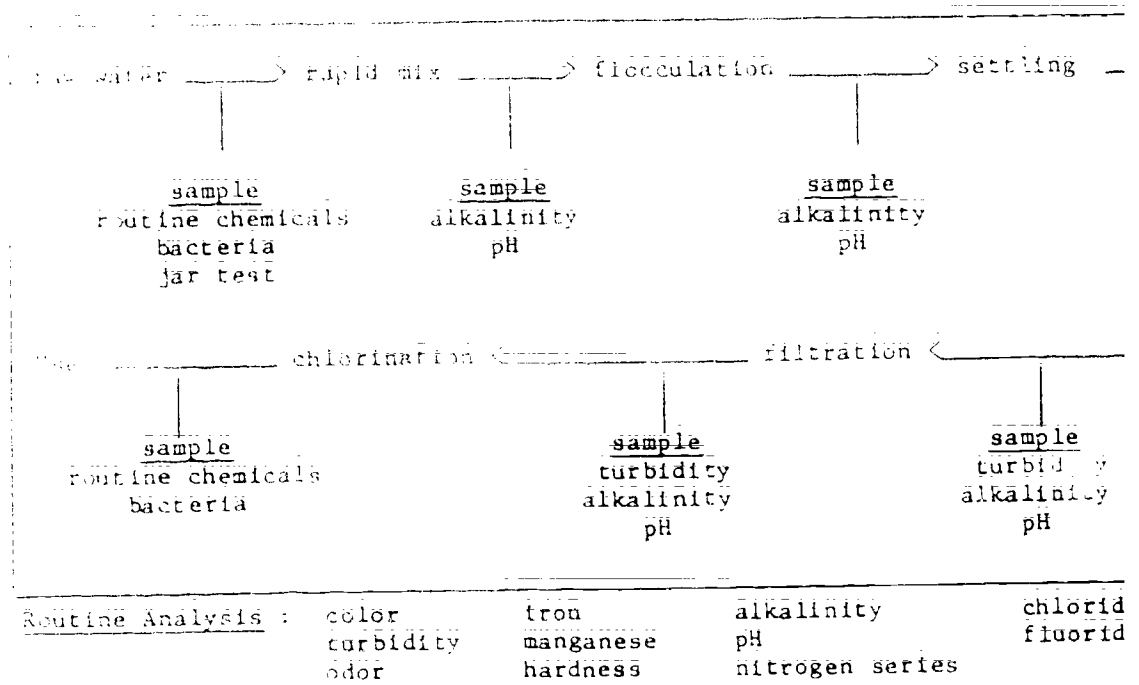 water rapid mix flocculation settling
sample sample sample
routine chemicals alkalinity alkalinity
bacteria pH pH
jar test
chlorination filtration
sample sample sample
routine chemicals turbidity
bacteria alkalinity alkalinity
pH pH
Routine Analysis : color iron alkalinity chlorid
turbidity manganese pH fluorid
odor hardness nitrogen series